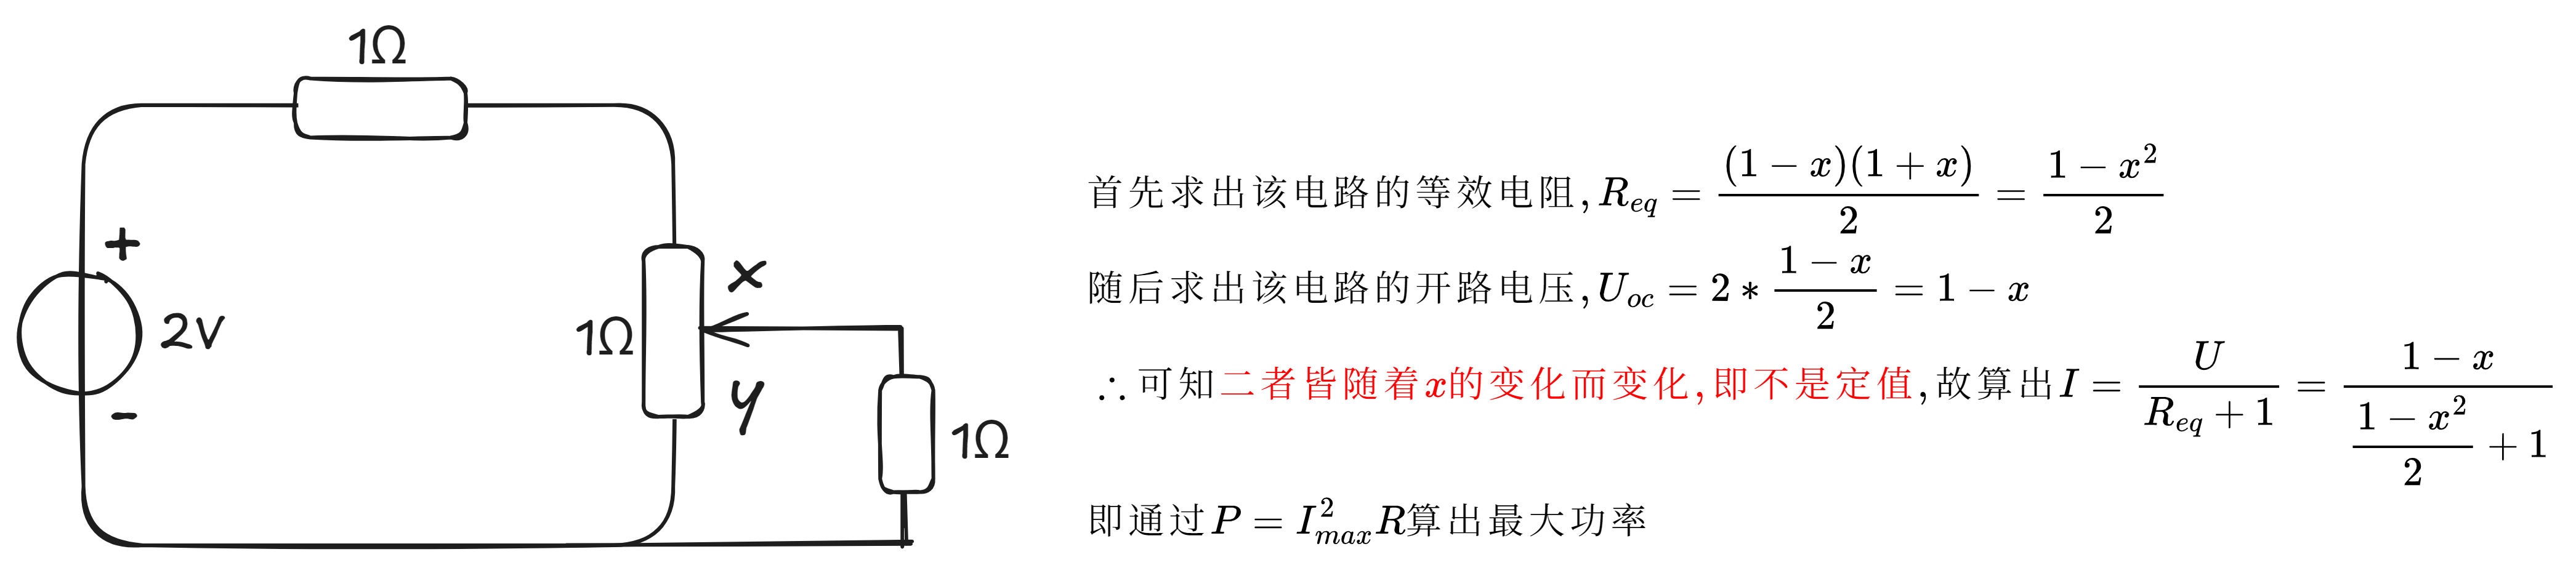 1Ω
+
2V
-
1Ω
x
y
1Ω
首先求出该电路的等效电阻,R_{eq} = \frac{(1-x)(1+x)}{2} = \frac{1-x^2}{2}
随后求出该电路的开路电压,U_{oc} = 2 * \frac{1-x}{2} = 1 - x
∴可知二者皆随着x的变化而变化,即不是定值,故算出I = \frac{U}{R_{eq}+1} = \frac{1-x}{\frac{1-x^2}{2}+1}
即通过P = I_{max}^2 R算出最大功率